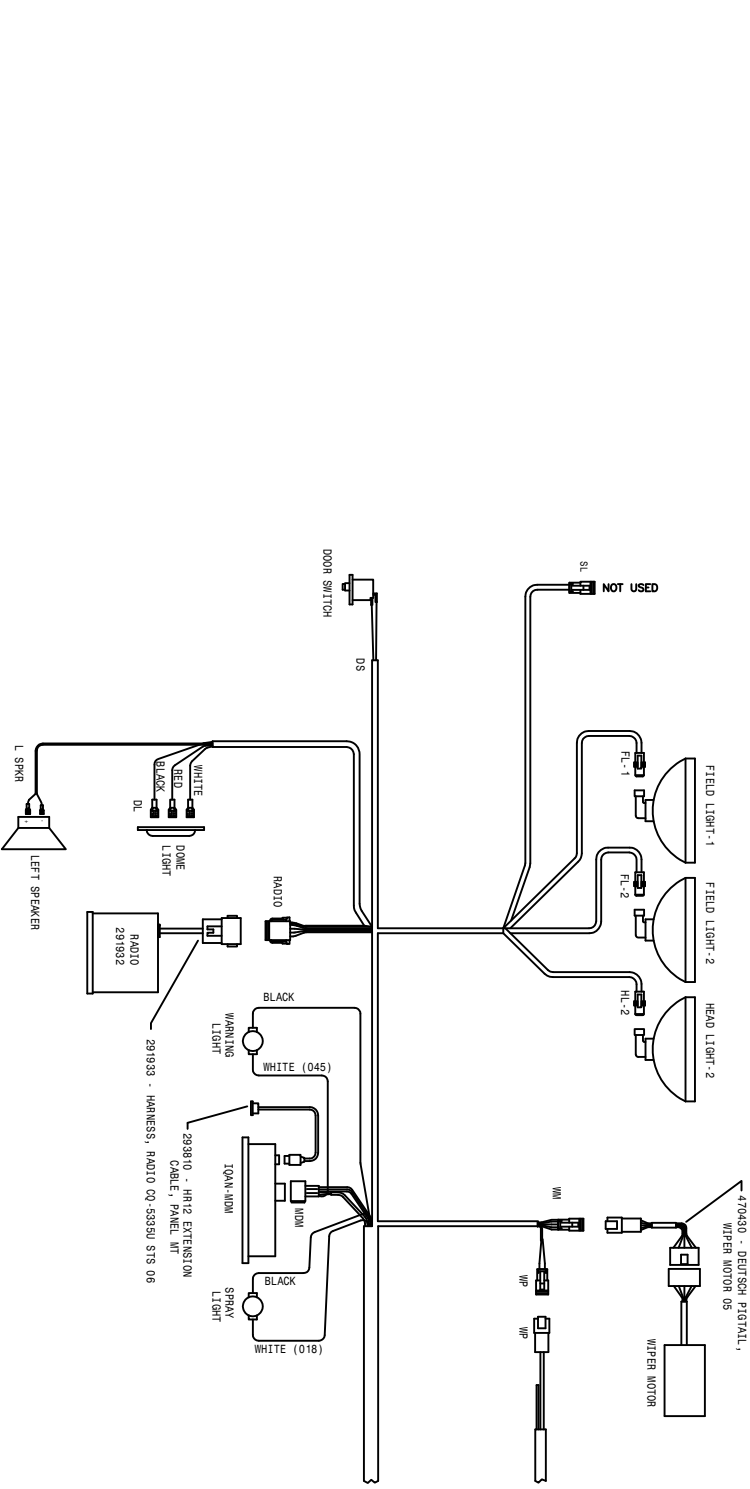 SL
NOT USED
DOOR SWITCH
DS
FL-1
FIELD LIGHT-1
FL-2
FIELD LIGHT-2
HL-2
HEAD LIGHT-2
L SPKR
LEFT SPEAKER
BLACK
RED
WHITE
DL
DOME
LIGHT
RADIO
RADIO
291932
291933 - HARNESS, RADIO CQ-5335U STS 06
BLACK
WARNING
LIGHT
WHITE (045)
293810 - HR12 EXTENSION
CABLE, PANEL MT
IQAN-MDM
MDM
BLACK
SPRAY
LIGHT
WHITE (018)
WM
WP
WP
470430 - DEUTSCH PIGTAIL,
WIPER MOTOR 05
WIPER MOTOR